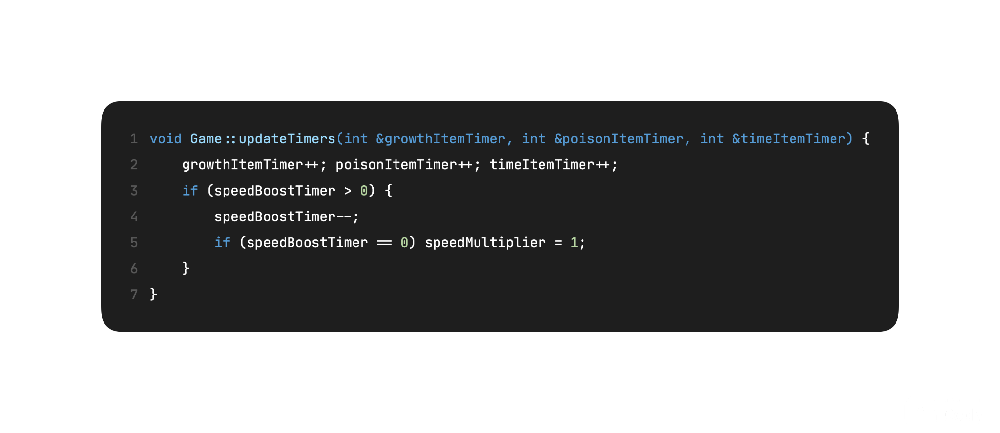 1 void Game::updateTimers(int &growthItemTimer, int &poisonItemTimer, int &timeItemTimer) {
2     growthItemTimer++; poisonItemTimer++; timeItemTimer++;
3     if (speedBoostTimer > 0) {
4         speedBoostTimer--;
5         if (speedBoostTimer == 0) speedMultiplier = 1;
6     }
7 }